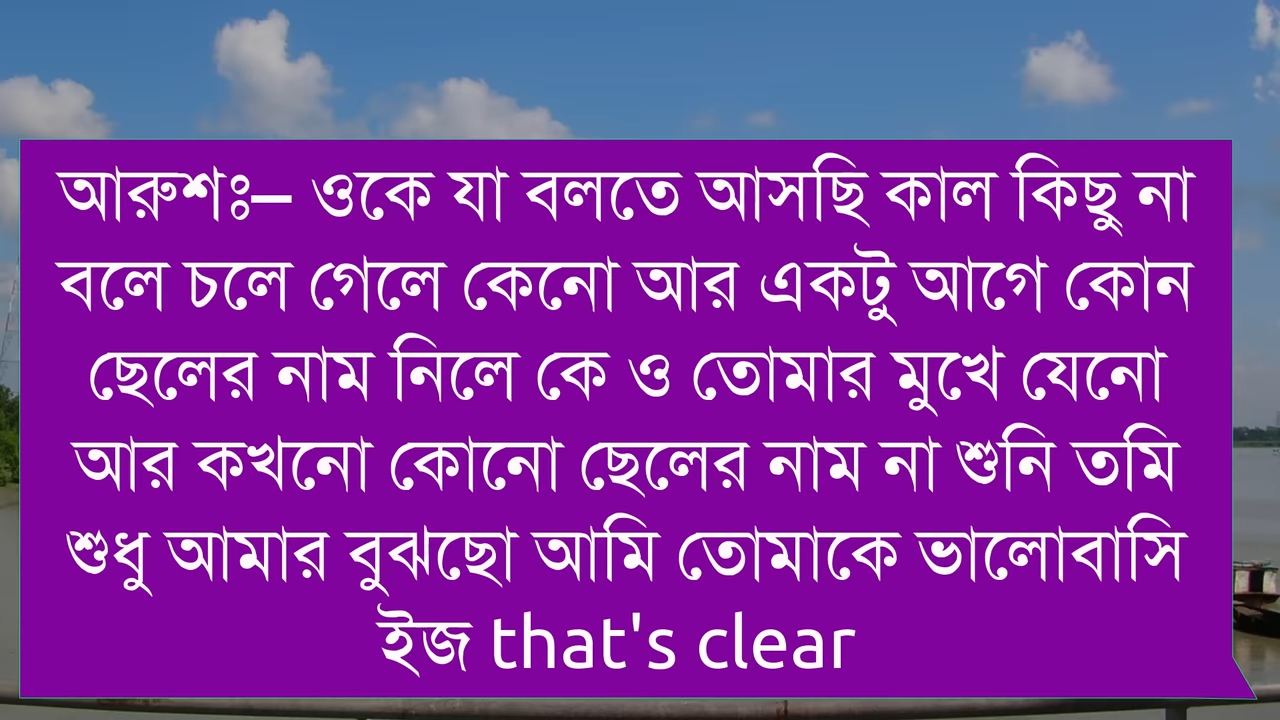 আরুশঃ– ওকে যা বলতে আসছি কাল কিছু না
বলে চলে গেলে কেনো আর একটু আগে কোন
ছেলের নাম নিলে কে ও তোমার মুখে যেনো
আর কখনো কোনো ছেলের নাম না শুনি তমি
শুধু আমার বুঝছো আমি তোমাকে ভালোবাসি
ইজ that's clear